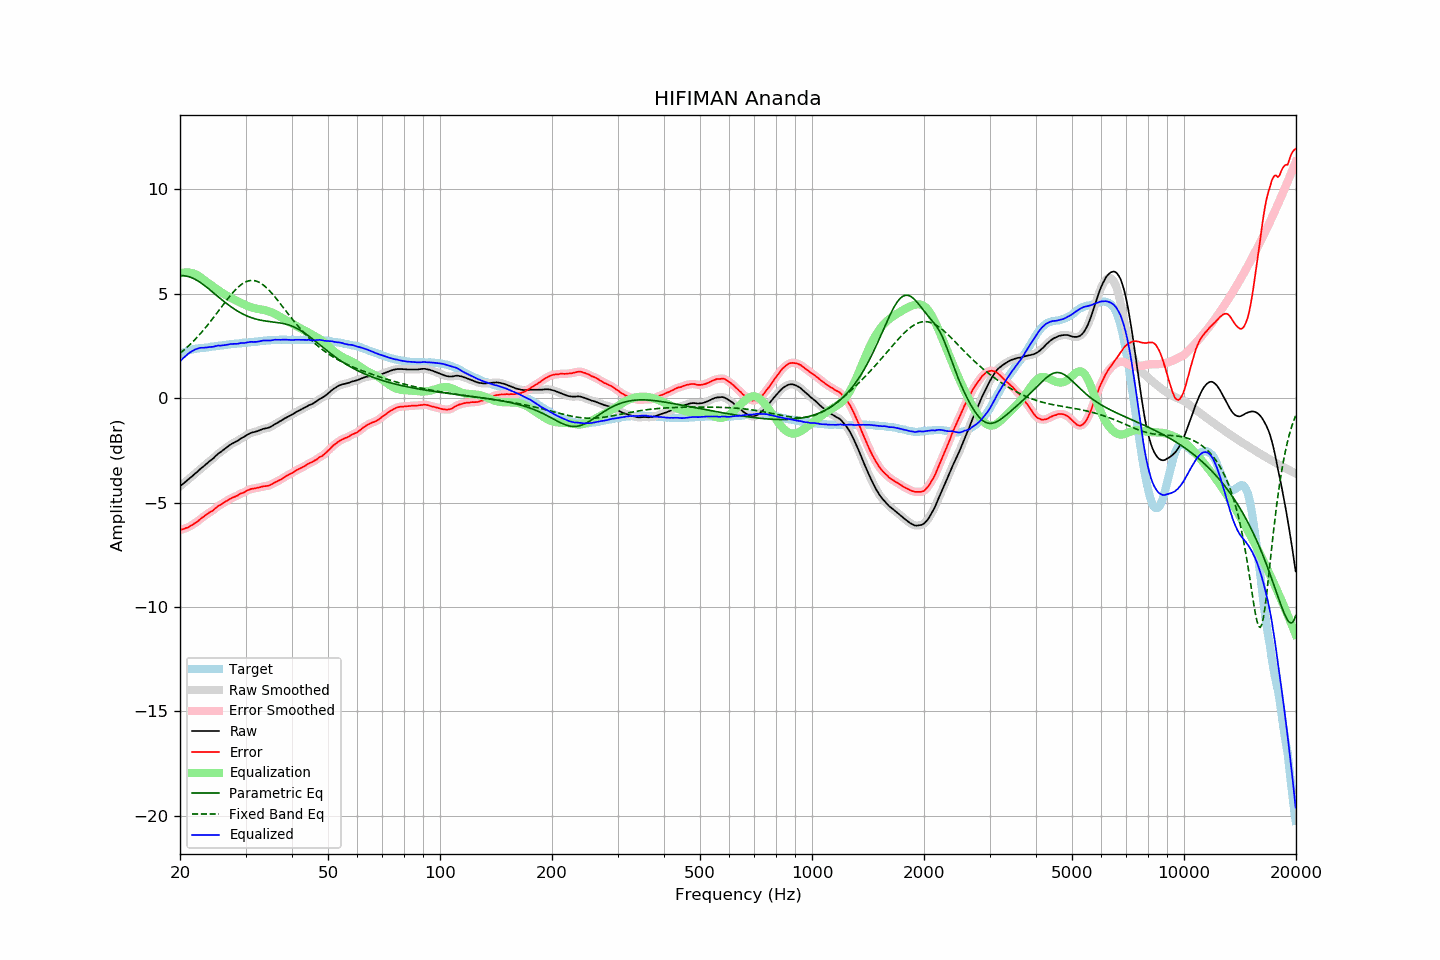 HIFIMAN Ananda
Amplitude (dBr)
10
5
0
−5
−10
−15
−20
Target
Raw Smoothed
Error Smoothed
Raw
Error
Equalization
Parametric Eq
Fixed Band Eq
Equalized
20 50 100 200 500 1000 2000 5000 10000 20000
Frequency (Hz)